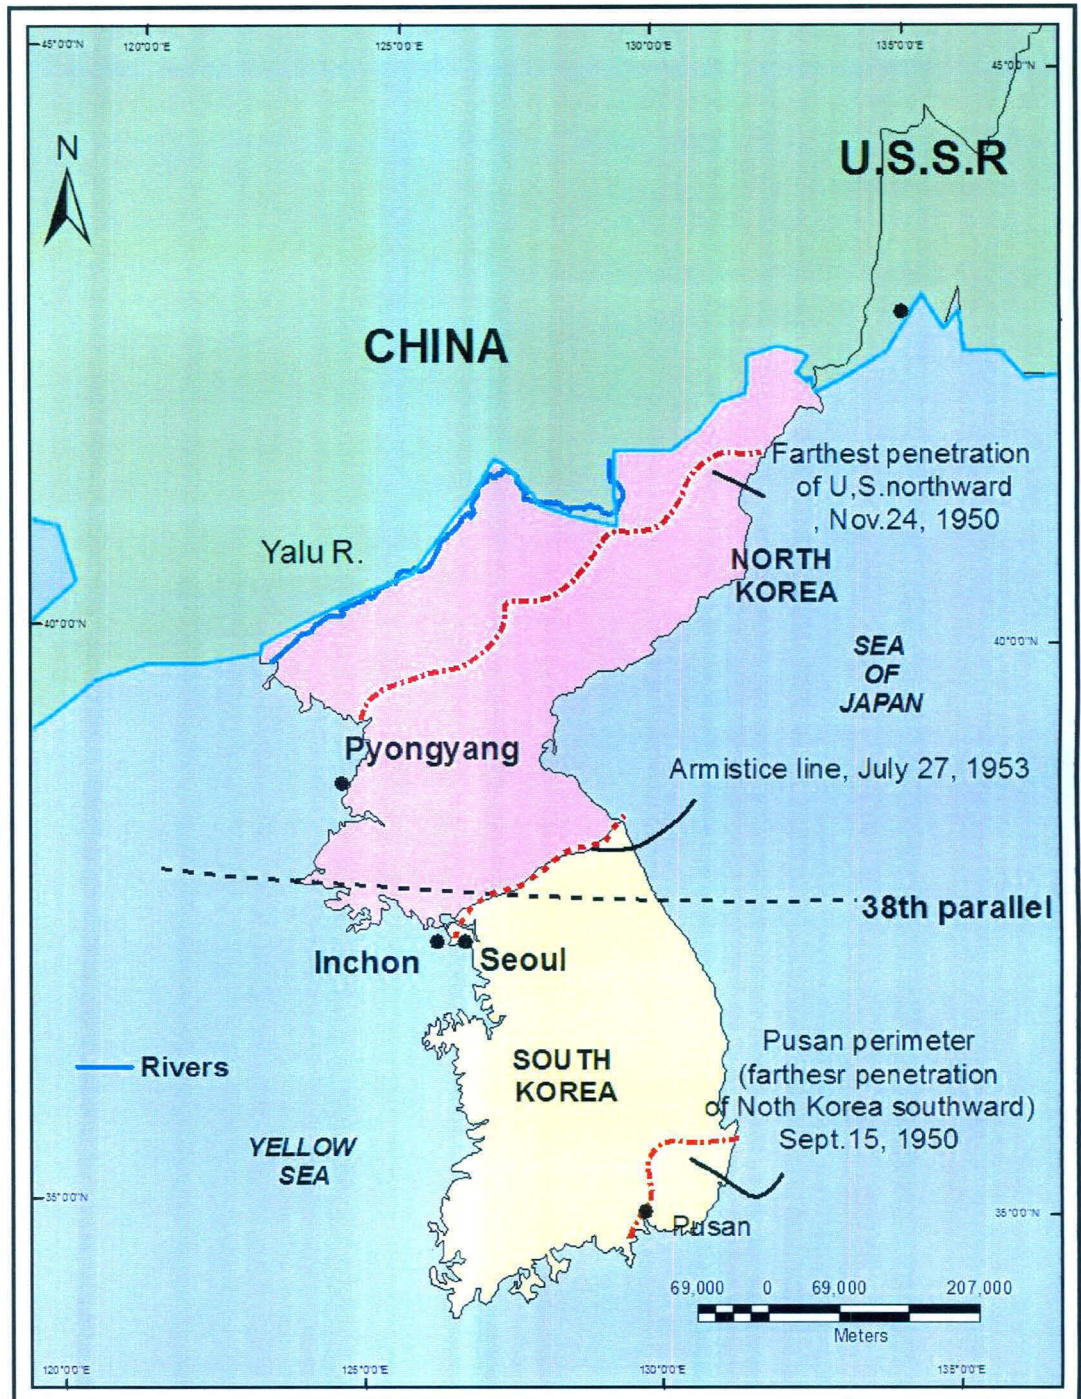 120°0'0"E
125°0'0"E
130°0'0"E
135°0'0"E
45°0'0"N
45°0'0"N
N
U.S.S.R
CHINA
Farthest penetration
of U,S.northward
, Nov.24, 1950
Yalu R.
NORTH
KOREA
40°0'0"N
40°0'0"N
SEA
OF
JAPAN
Pyongyang
Armistice line, July 27, 1953
38th parallel
Inchon
Seoul
Rivers
SOUTH
KOREA
Pusan perimeter
(farthesr penetration
of Noth Korea southward)
Sept.15, 1950
YELLOW
SEA
35°0'0"N
35°0'0"N
Pusan
69,000 0 69,000 207,000
Meters
120°0'0"E
125°0'0"E
130°0'0"E
135°0'0"E